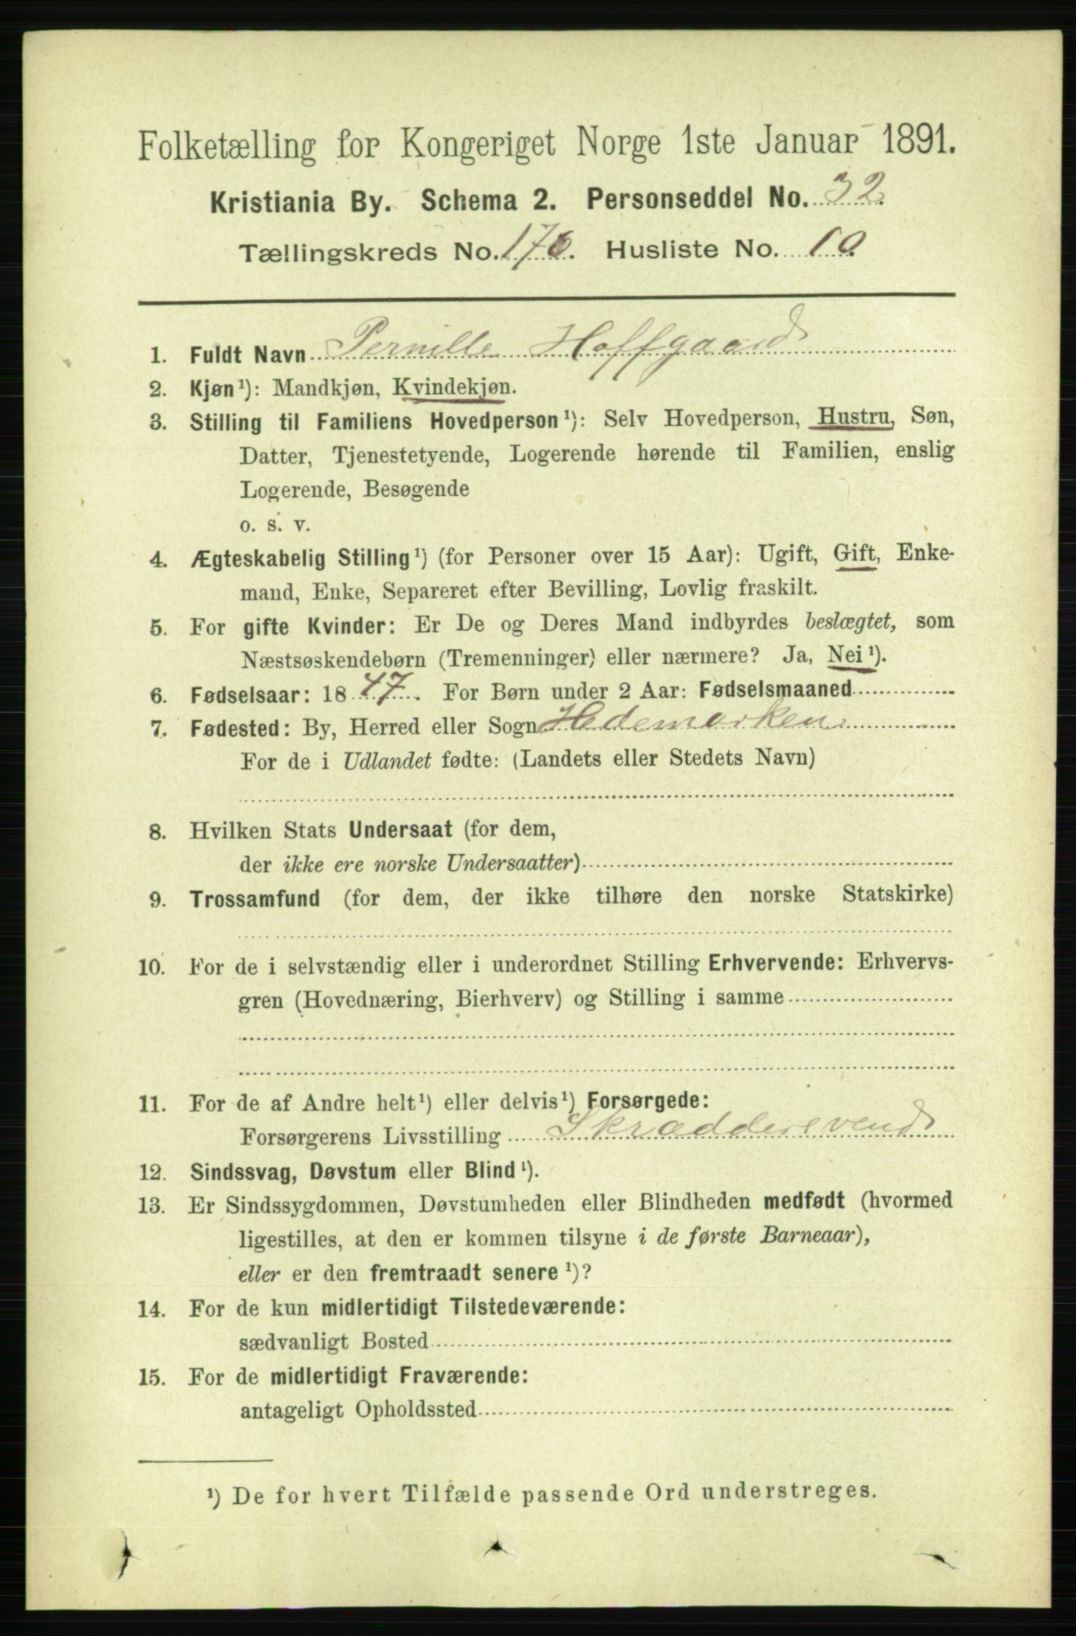 Folketælling for Kongeriget Norge 1ste Januar 1891.
Kristiania By. Schema 2. Personseddel No. 32.
Tællingskreds No. 176. Husliste No. 10.
1. Fuldt Navn Pernille Hoffgaard
2. Kjøn¹): Mandkjøn, Kvindekjøn.
3. Stilling til Familiens Hovedperson¹): Selv Hovedperson, Hustru, Søn,
Datter, Tjenestetyende, Logerende hørende til Familien, enslig
Logerende, Besøgende
o. s. v.
4. Ægteskabelig Stilling¹) (for Personer over 15 Aar): Ugift, Gift, Enke-
mand, Enke, Separeret efter Bevilling, Lovlig fraskilt.
5. For gifte Kvinder: Er De og Deres Mand indbyrdes beslægtet, som
Næstsøskendebørn (Tremenninger) eller nærmere? Ja, Nei¹).
6. Fødselsaar: 1847. For Børn under 2 Aar: Fødselsmaaned
7. Fødested: By, Herred eller Sogn Hedemarken
For de i Udlandet fødte: (Landets eller Stedets Navn)
8. Hvilken Stats Undersaat (for dem,
der ikke ere norske Undersaatter)
9. Trossamfund (for dem, der ikke tilhøre den norske Statskirke)
10. For de i selvstændig eller i underordnet Stilling Erhvervende: Erhvervs-
gren (Hovednæring, Bierhverv) og Stilling i samme
11. For de af Andre helt¹) eller delvis¹) Forsørgede:
Forsørgerens Livsstilling Skræddersvend
12. Sindssvag, Døvstum eller Blind¹).
13. Er Sindssygdommen, Døvstumheden eller Blindheden medfødt (hvormed
ligestilles, at den er kommen tilsyne i de første Barneaar),
eller er den fremtraadt senere¹)?
14. For de kun midlertidigt Tilstedeværende:
sædvanligt Bosted
15. For de midlertidigt Fraværende:
antageligt Opholdssted
¹) De for hvert Tilfælde passende Ord understreges.